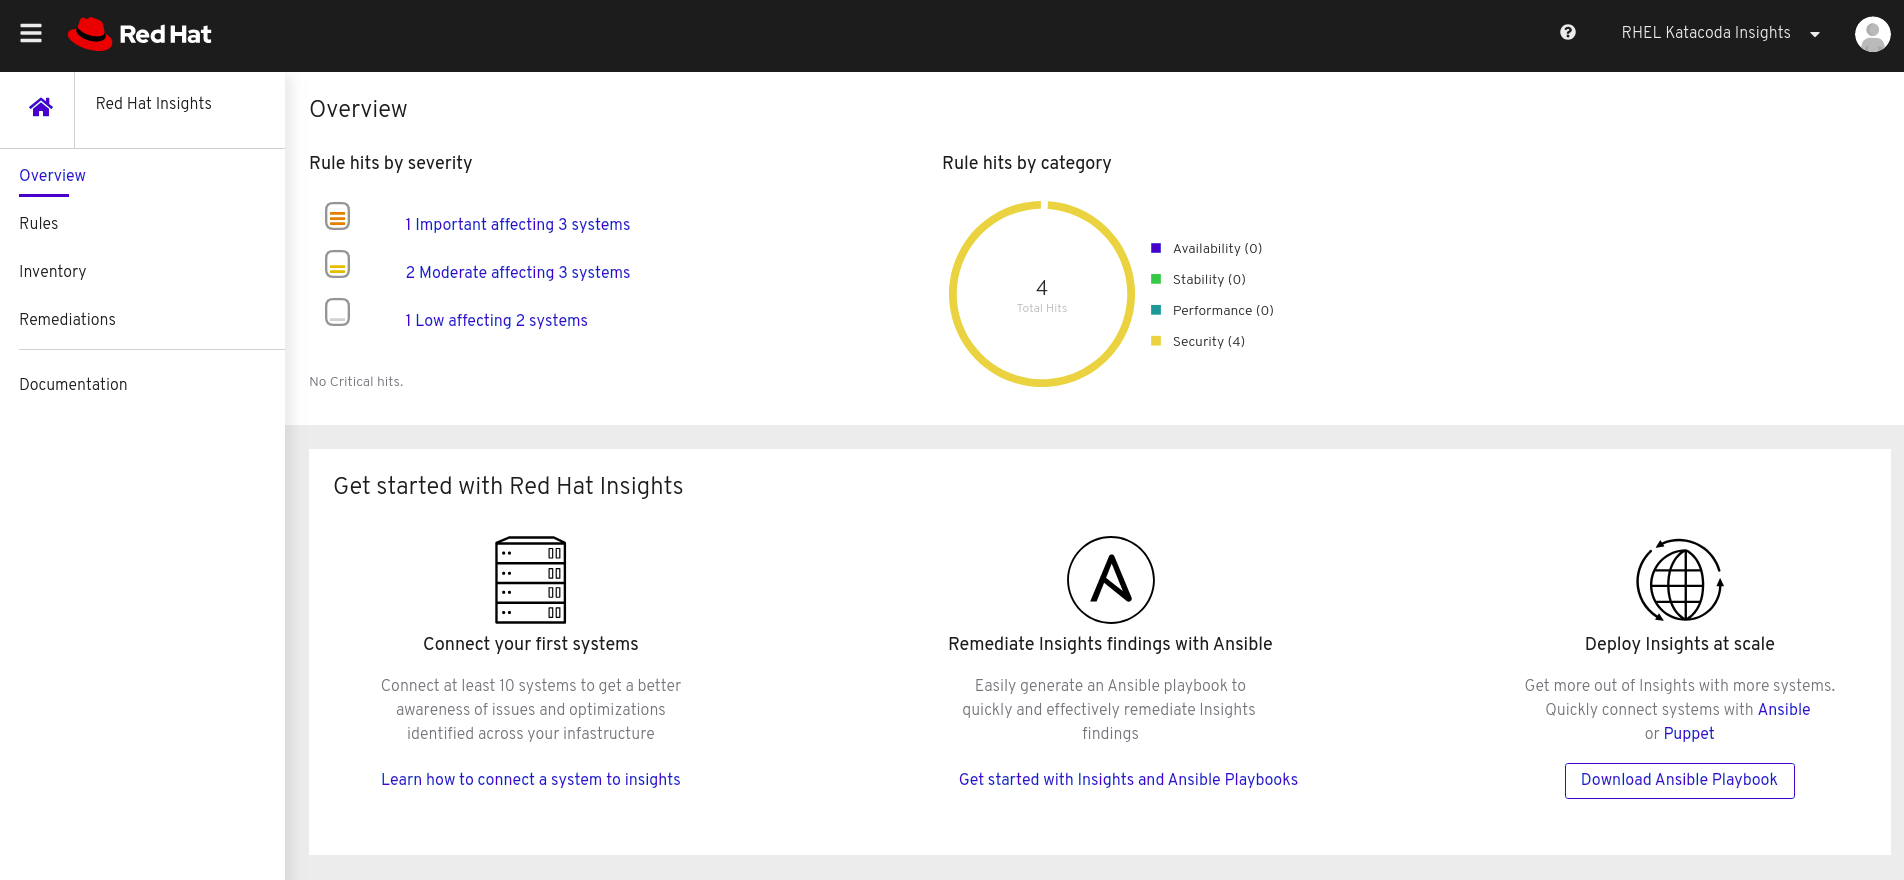 Red Hat
RHEL Katacoda Insights
Red Hat Insights
Overview
Rules
Inventory
Remediations
Documentation
Overview
Rule hits by severity
1 Important affecting 3 systems
2 Moderate affecting 3 systems
1 Low affecting 2 systems
No Critical hits.
Rule hits by category
4
Total Hits
Availability (0)
Stability (0)
Performance (0)
Security (4)
Get started with Red Hat Insights
Connect your first systems
Connect at least 10 systems to get a better
awareness of issues and optimizations
identified across your infastructure
Learn how to connect a system to insights
Remediate Insights findings with Ansible
Easily generate an Ansible playbook to
quickly and effectively remediate Insights
findings
Get started with Insights and Ansible Playbooks
Deploy Insights at scale
Get more out of Insights with more systems.
Quickly connect systems with Ansible
or Puppet
Download Ansible Playbook